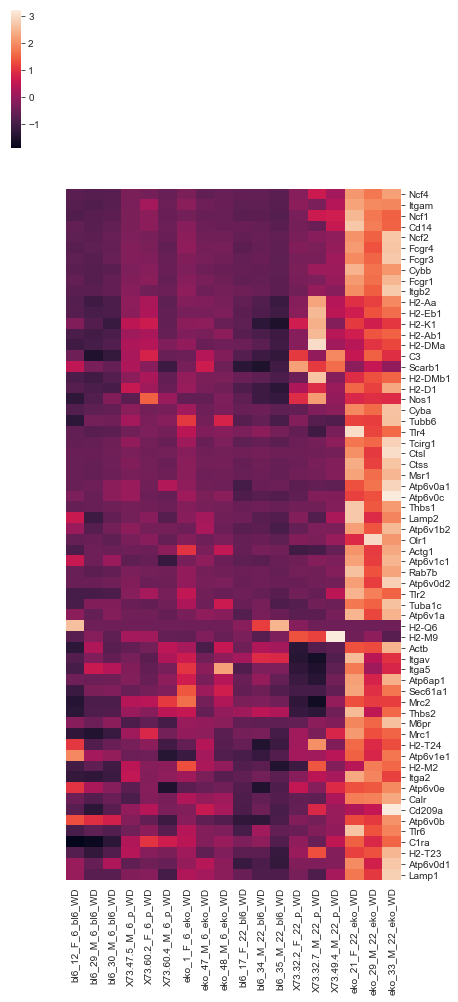 3
2
1
0
−1
Ncf4
Itgam
Ncf1
Cd14
Ncf2
Fcgr4
Fcgr3
Cybb
Fcgr1
Itgb2
H2-Aa
H2-Eb1
H2-K1
H2-Ab1
H2-DMa
C3
Scarb1
H2-DMb1
H2-D1
Nos1
Cyba
Tubb6
Tlr4
Tcirg1
Ctsl
Ctss
Msr1
Atp6v0a1
Atp6v0c
Thbs1
Lamp2
Atp6v1b2
Olr1
Actg1
Atp6v1c1
Rab7b
Atp6v0d2
Tlr2
Tuba1c
Atp6v1a
H2-Q6
H2-M9
Actb
Itgav
Itga5
Atp6ap1
Sec61a1
Mrc2
Thbs2
M6pr
Mrc1
H2-T24
Atp6v1e1
H2-M2
Itga2
Atp6v0e
Calr
Cd209a
Atp6v0b
Tlr6
C1ra
H2-T23
Atp6v0d1
Lamp1
bl6_12_F_6_bl6_WD
bl6_29_M_6_bl6_WD
bl6_30_M_6_bl6_WD
X73.47.5_M_6_p_WD
X73.60.2_F_6_p_WD
X73.60.4_M_6_p_WD
eko_1_F_6_eko_WD
eko_47_M_6_eko_WD
eko_48_M_6_eko_WD
bl6_17_F_22_bl6_WD
bl6_34_M_22_bl6_WD
bl6_35_M_22_bl6_WD
X73.32.2_F_22_p_WD
X73.32.7_M_22_p_WD
X73.49.4_M_22_p_WD
eko_21_F_22_eko_WD
eko_29_M_22_eko_WD
eko_33_M_22_eko_WD